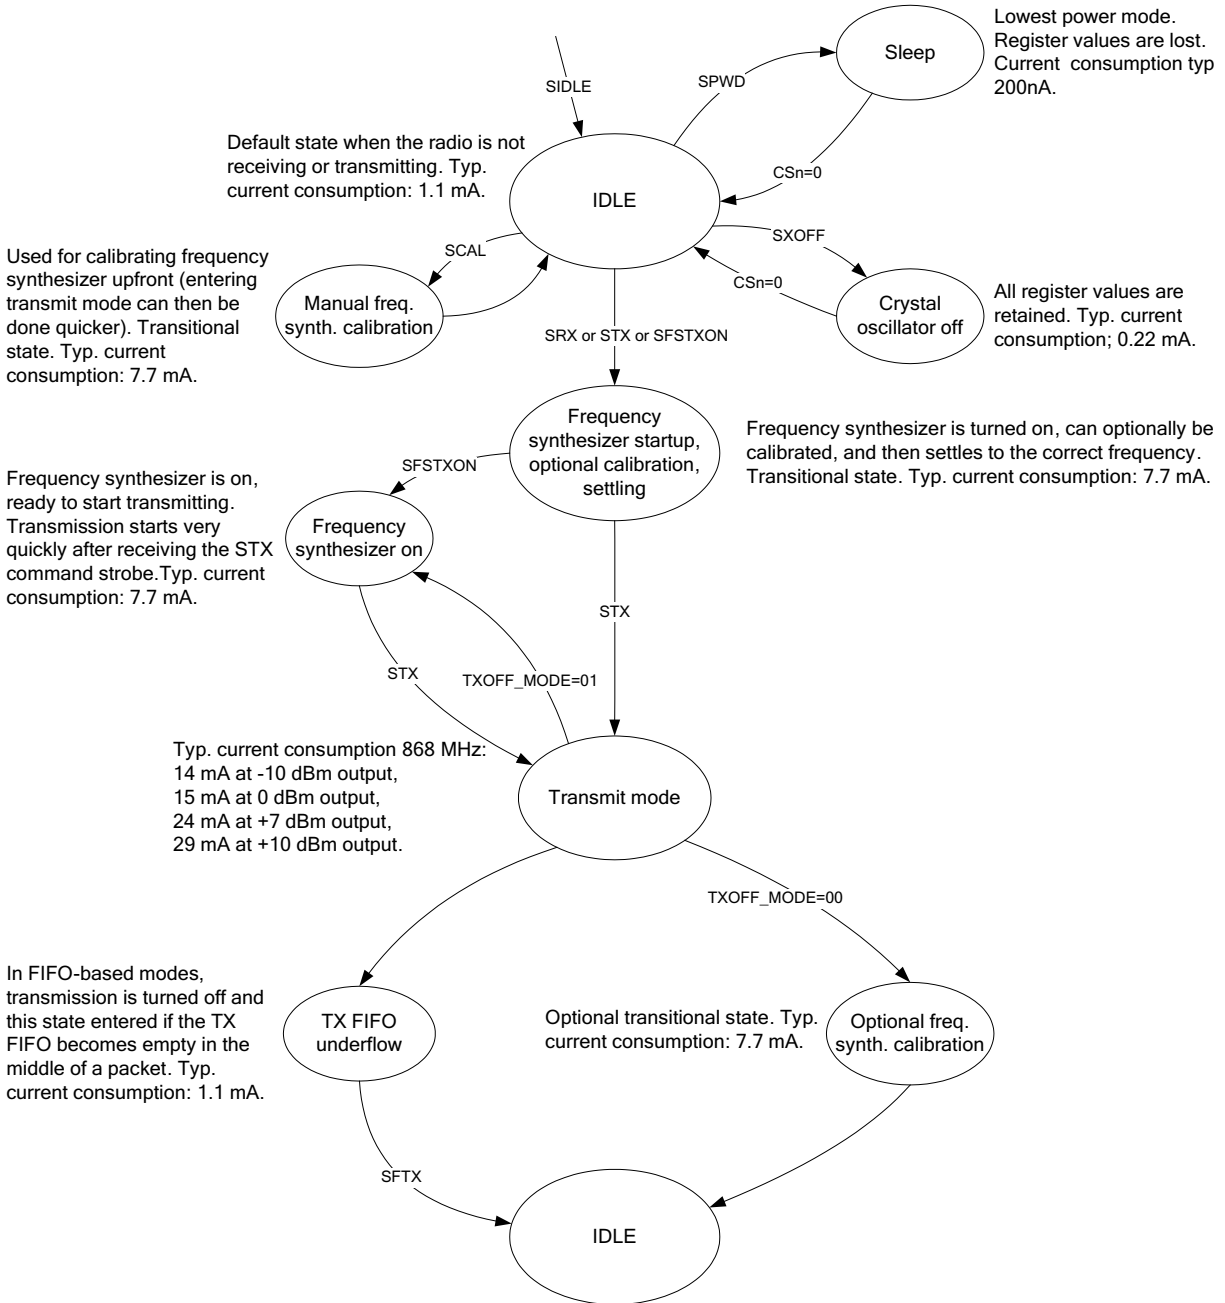 Lowest power mode.
Register values are lost.
Current consumption typ
200nA.
Sleep
SIDLE
SPWD
Default state when the radio is not
receiving or transmitting. Typ.
current consumption: 1.1 mA.
IDLE
CSn=0
SXOFF
SCAL
CSn=0
Used for calibrating frequency
synthesizer upfront (entering
transmit mode can then be
done quicker). Transitional
state. Typ. current
consumption: 7.7 mA.
Manual freq.
synth. calibration
Crystal
oscillator off
All register values are
retained. Typ. current
consumption; 0.22 mA.
SRX or STX or SFSTXON
Frequency
synthesizer startup,
optional calibration,
settling
Frequency synthesizer is turned on, can optionally be
calibrated, and then settles to the correct frequency.
Transitional state. Typ. current consumption: 7.7 mA.
SFSTXON
Frequency synthesizer is on,
ready to start transmitting.
Transmission starts very
quickly after receiving the STX
command strobe.Typ. current
consumption: 7.7 mA.
Frequency
synthesizer on
STX
STX
TXOFF_MODE=01
Typ. current consumption 868 MHz:
14 mA at -10 dBm output,
15 mA at 0 dBm output,
24 mA at +7 dBm output,
29 mA at +10 dBm output.
Transmit mode
TXOFF_MODE=00
In FIFO-based modes,
transmission is turned off and
this state entered if the TX
FIFO becomes empty in the
middle of a packet. Typ.
current consumption: 1.1 mA.
TX FIFO
underflow
Optional transitional state. Typ.
current consumption: 7.7 mA.
Optional freq.
synth. calibration
SFTX
IDLE